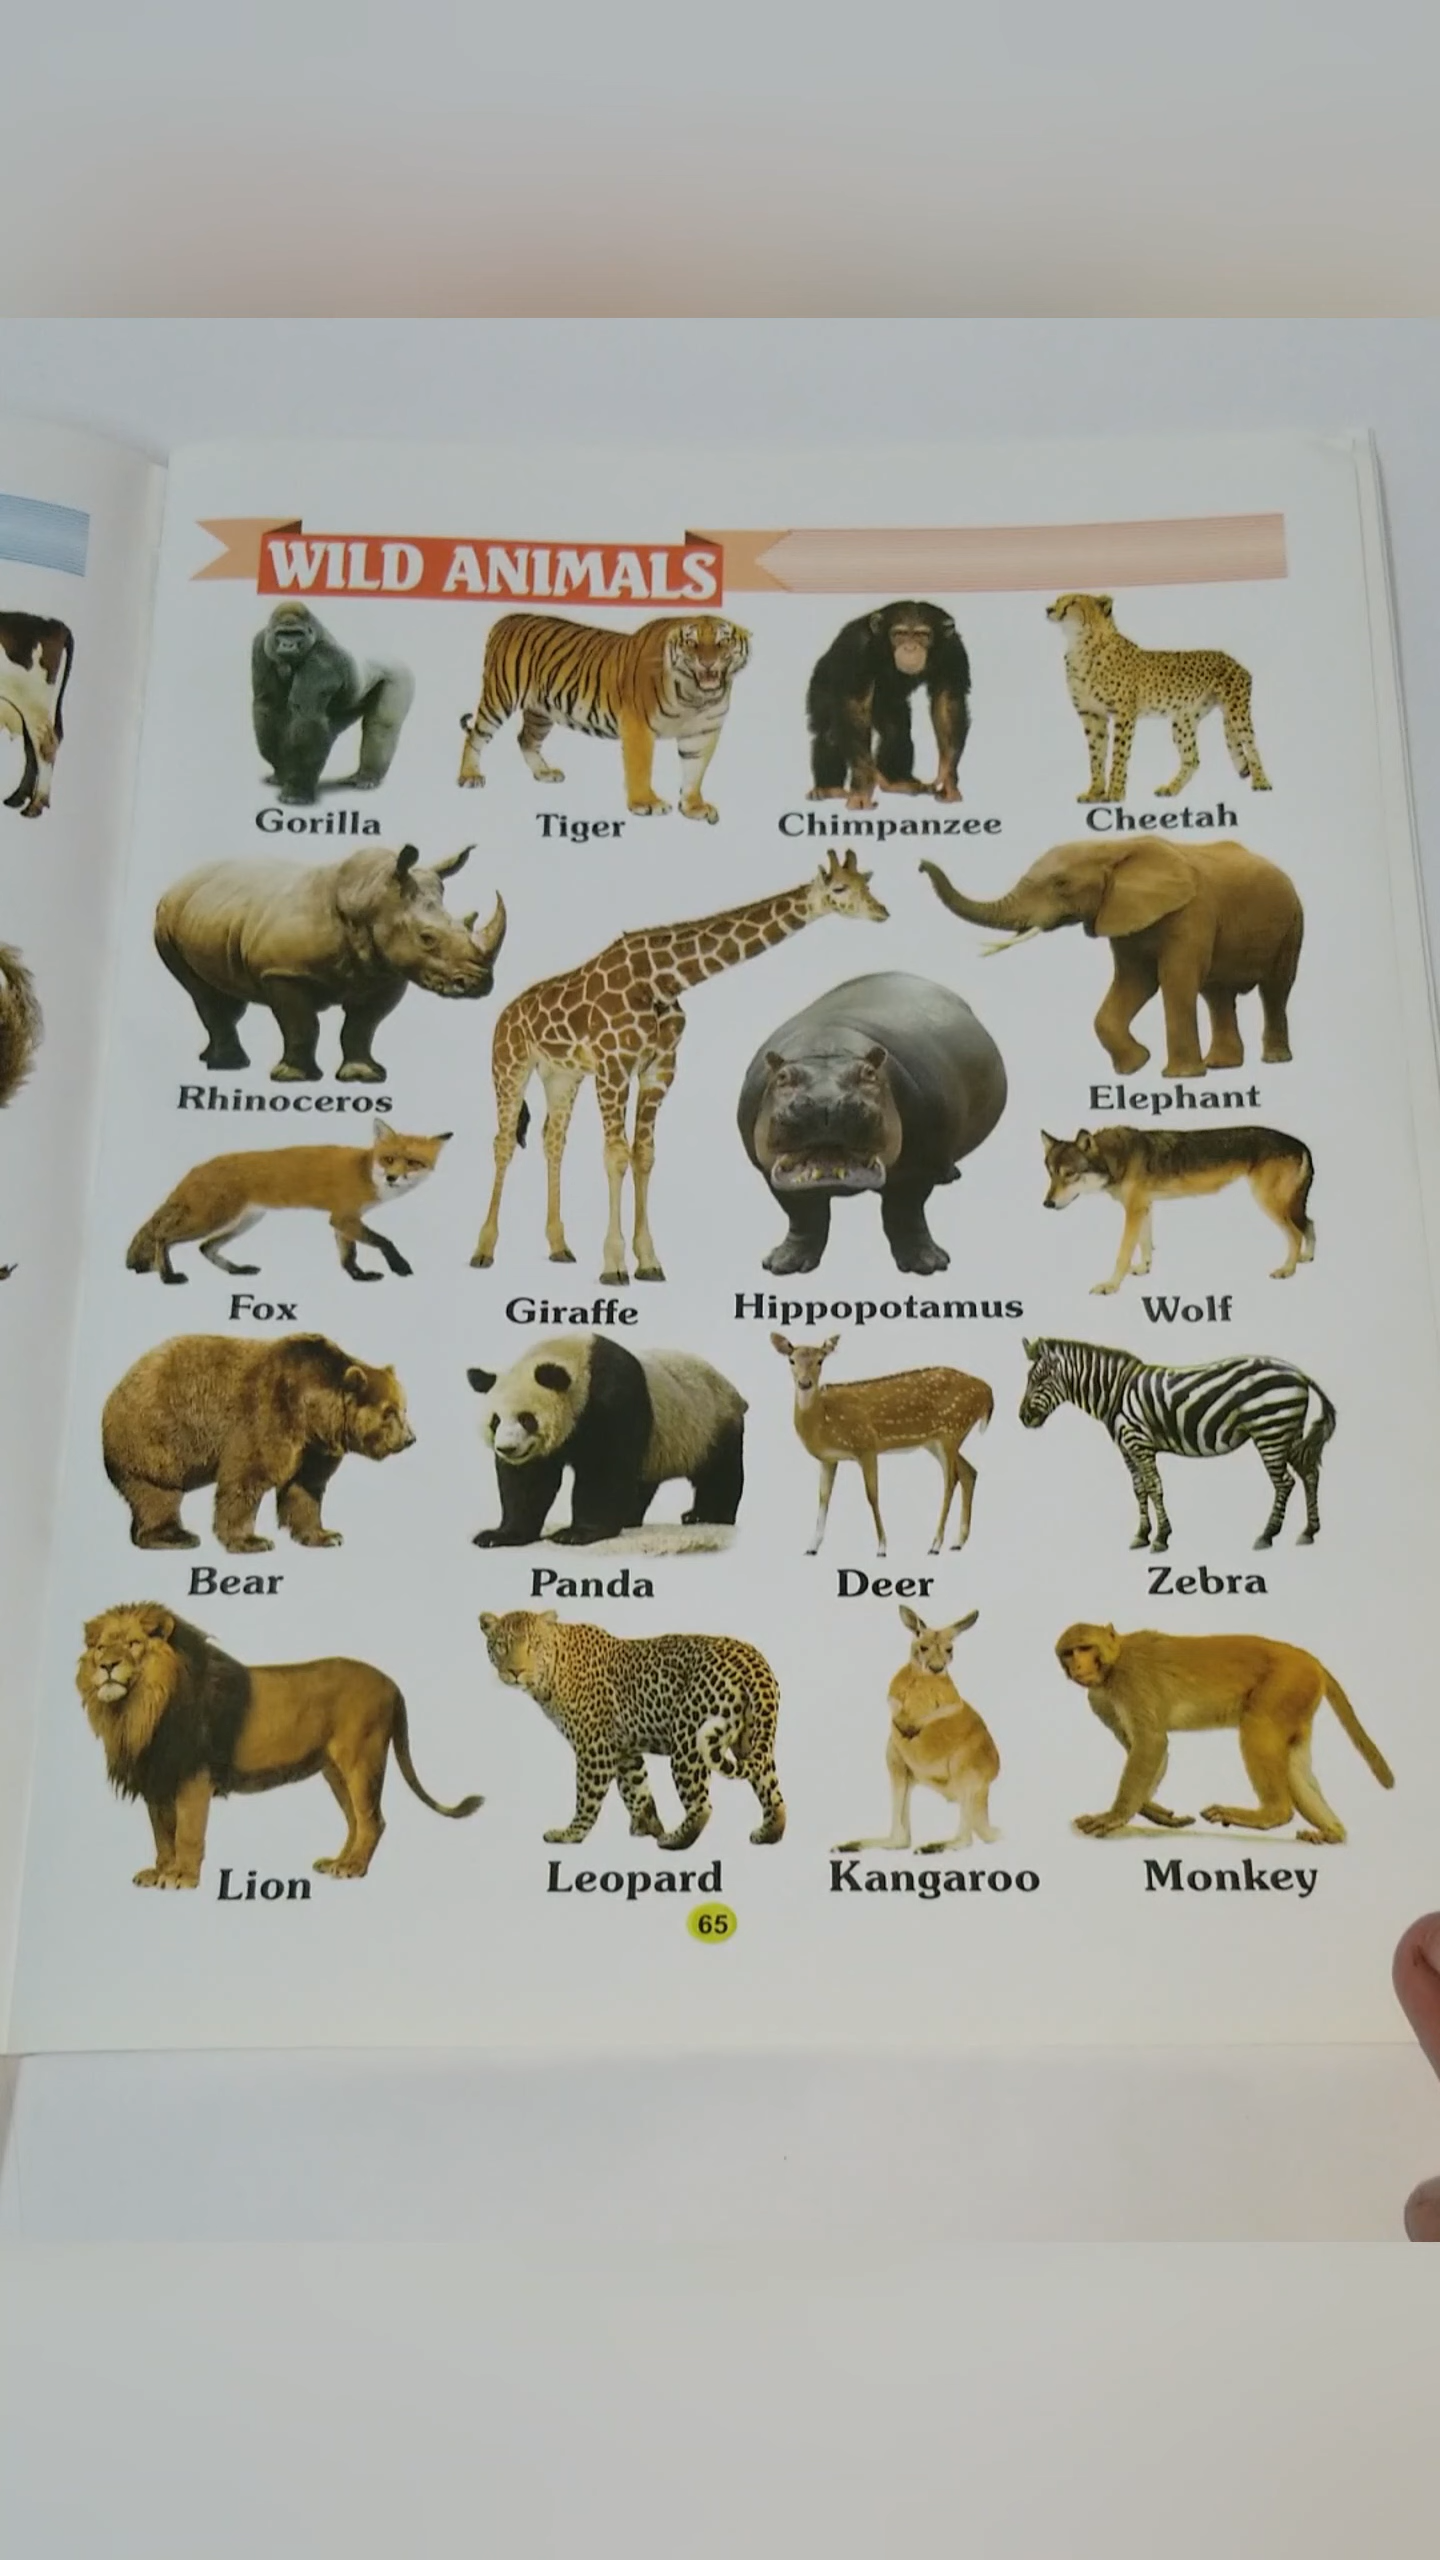 WILD ANIMALS
Gorilla
Tiger
Chimpanzee
Cheetah
Rhinoceros
Elephant
Fox
Giraffe
Hippopotamus
Wolf
Bear
Panda
Deer
Zebra
Lion
Leopard
Kangaroo
Monkey
65